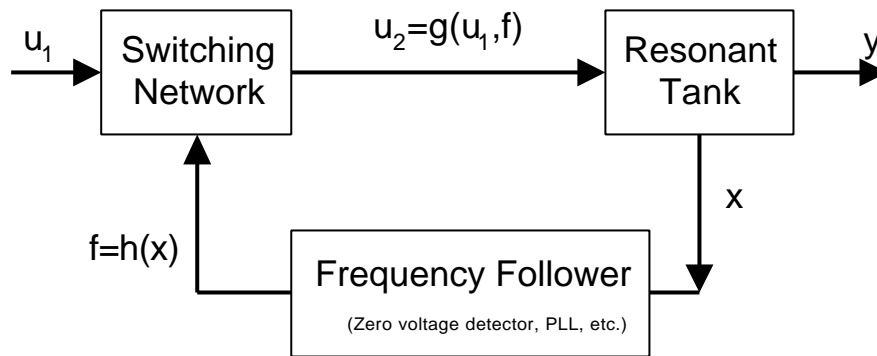 u₁
Switching
Network
u₂=g(u₁,f)
Resonant
Tank
y
x
f=h(x)
Frequency Follower
(Zero voltage detector, PLL, etc.)